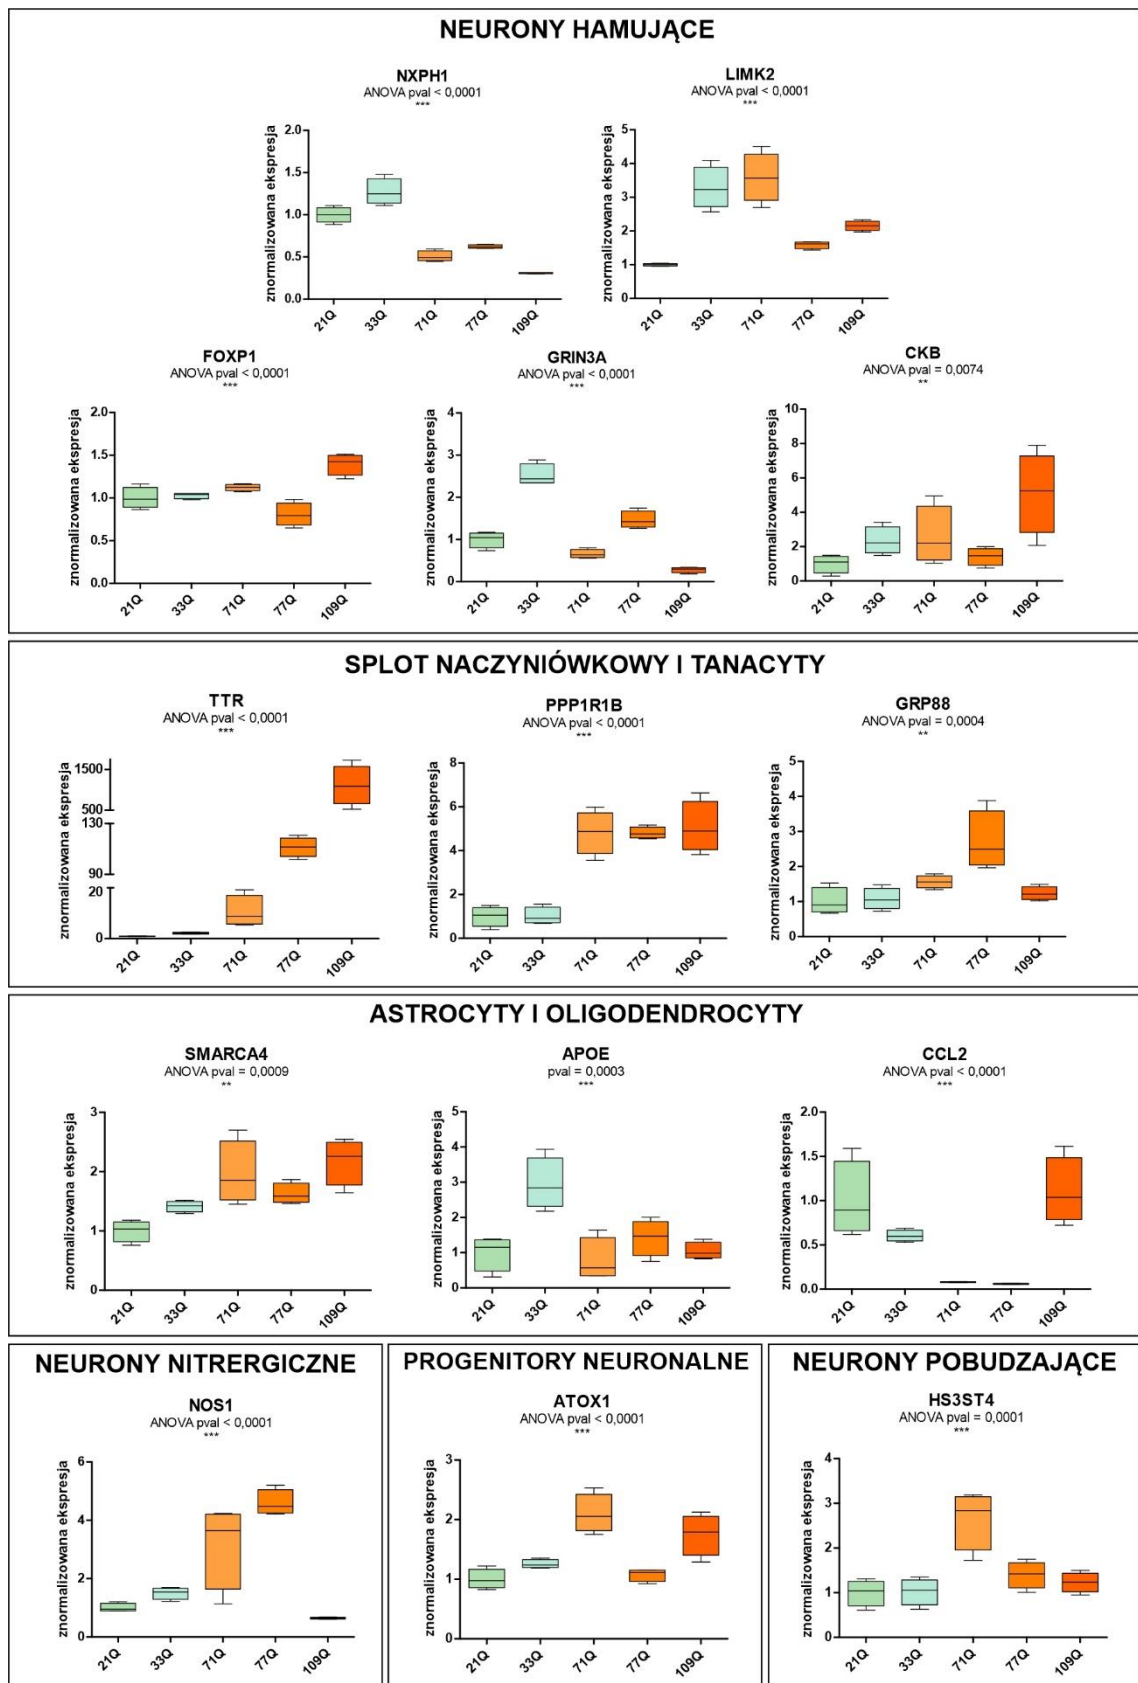 NEURONY HAMUJĄCE
NXPH1
ANOVA pval < 0,0001
***
znormalizowana ekspresja
2.0
1.5
1.0
0.5
0.0
21Q
33Q
71Q
77Q
109Q
LIMK2
ANOVA pval < 0,0001
***
znormalizowana ekspresja
5
4
3
2
1
0
21Q
33Q
71Q
77Q
109Q
FOXP1
ANOVA pval < 0,0001
***
znormalizowana ekspresja
2.0
1.5
1.0
0.5
0.0
21Q
33Q
71Q
77Q
109Q
GRIN3A
ANOVA pval < 0,0001
***
znormalizowana ekspresja
4
3
2
1
0
21Q
33Q
71Q
77Q
109Q
CKB
ANOVA pval = 0,0074
**
znormalizowana ekspresja
10
8
6
4
2
0
21Q
33Q
71Q
77Q
109Q
SPLOT NACZYNIÓWKOWY I TANACYTY
TTR
ANOVA pval < 0,0001
***
znormalizowana ekspresja
1500
500
130
90
20
0
21Q
33Q
71Q
77Q
109Q
PPP1R1B
ANOVA pval < 0,0001
***
znormalizowana ekspresja
8
6
4
2
0
21Q
33Q
71Q
77Q
109Q
GRP88
ANOVA pval = 0,0004
**
znormalizowana ekspresja
5
4
3
2
1
0
21Q
33Q
71Q
77Q
109Q
ASTROCYTY I OLIGODENDROCYTY
SMARCA4
ANOVA pval = 0,0009
**
znormalizowana ekspresja
3
2
1
0
21Q
33Q
71Q
77Q
109Q
APOE
pval = 0,0003
***
znormalizowana ekspresja
5
4
3
2
1
0
21Q
33Q
71Q
77Q
109Q
CCL2
ANOVA pval < 0,0001
***
znormalizowana ekspresja
2.0
1.5
1.0
0.5
0.0
21Q
33Q
71Q
77Q
109Q
NEURONY NITRERGICZNE
NOS1
ANOVA pval < 0,0001
***
znormalizowana ekspresja
6
4
2
0
21Q
33Q
71Q
77Q
109Q
PROGENITORY NEURONALNE
ATOX1
ANOVA pval < 0,0001
***
znormalizowana ekspresja
3
2
1
0
21Q
33Q
71Q
77Q
109Q
NEURONY POBUDZAJĄCE
HS3ST4
ANOVA pval = 0,0001
***
znormalizowana ekspresja
4
3
2
1
0
21Q
33Q
71Q
77Q
109Q